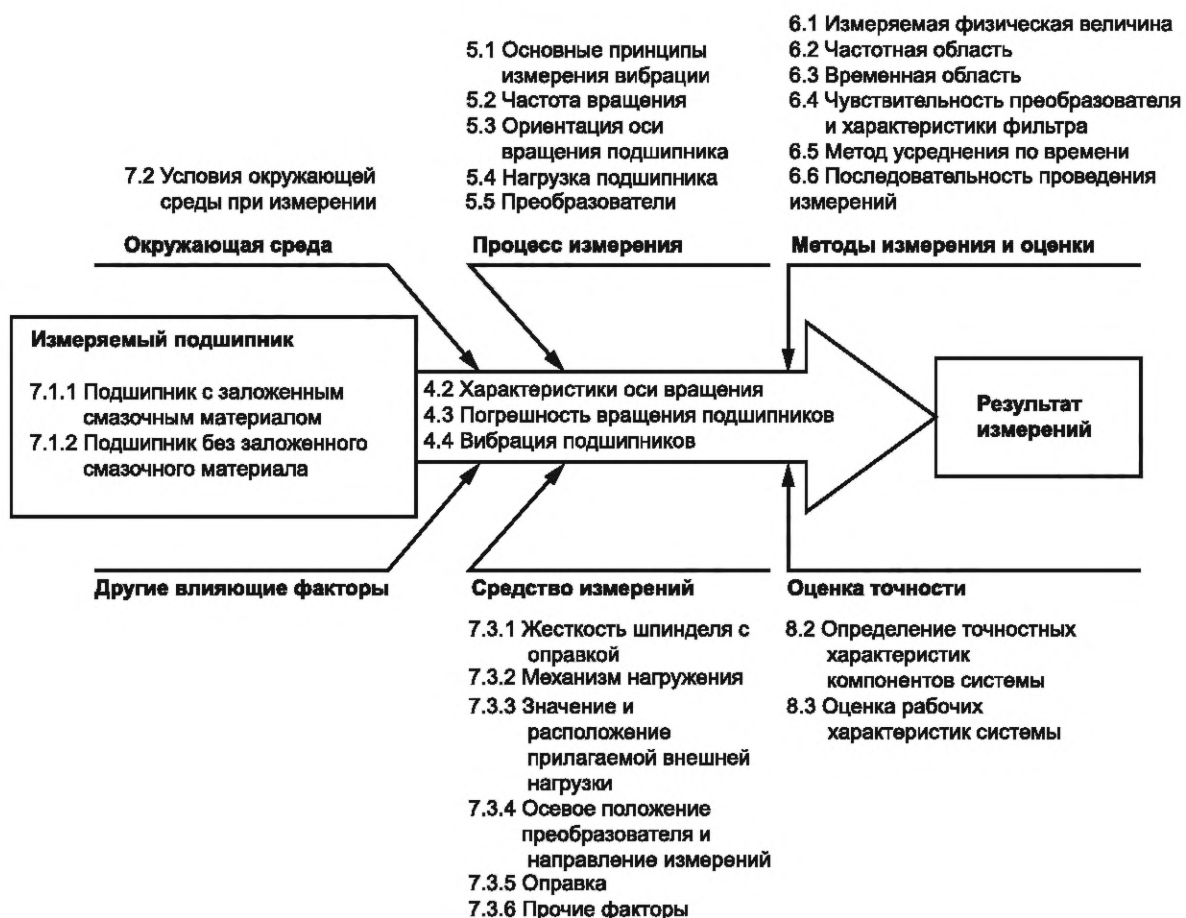 7.2 Условия окружающей
среды при измерении
Окружающая среда
5.1 Основные принципы
измерения вибрации
5.2 Частота вращения
5.3 Ориентация оси
вращения подшипника
5.4 Нагрузка подшипника
5.5 Преобразователи
Процесс измерения
6.1 Измеряемая физическая величина
6.2 Частотная область
6.3 Временная область
6.4 Чувствительность преобразователя
и характеристики фильтра
6.5 Метод усреднения по времени
6.6 Последовательность проведения
измерений
Методы измерения и оценки
Измеряемый подшипник
7.1.1 Подшипник с заложенным
смазочным материалом
7.1.2 Подшипник без заложенного
смазочного материала
4.2 Характеристики оси вращения
4.3 Погрешность вращения подшипников
4.4 Вибрация подшипников
Результат
измерений
Другие влияющие факторы
Средство измерений
7.3.1 Жесткость шпинделя с
оправкой
7.3.2 Механизм нагружения
7.3.3 Значение и
расположение
прилагаемой внешней
нагрузки
7.3.4 Осевое положение
преобразователя и
направление измерений
7.3.5 Оправка
7.3.6 Прочие факторы
Оценка точности
8.2 Определение точностных
характеристик
компонентов системы
8.3 Оценка рабочих
характеристик системы